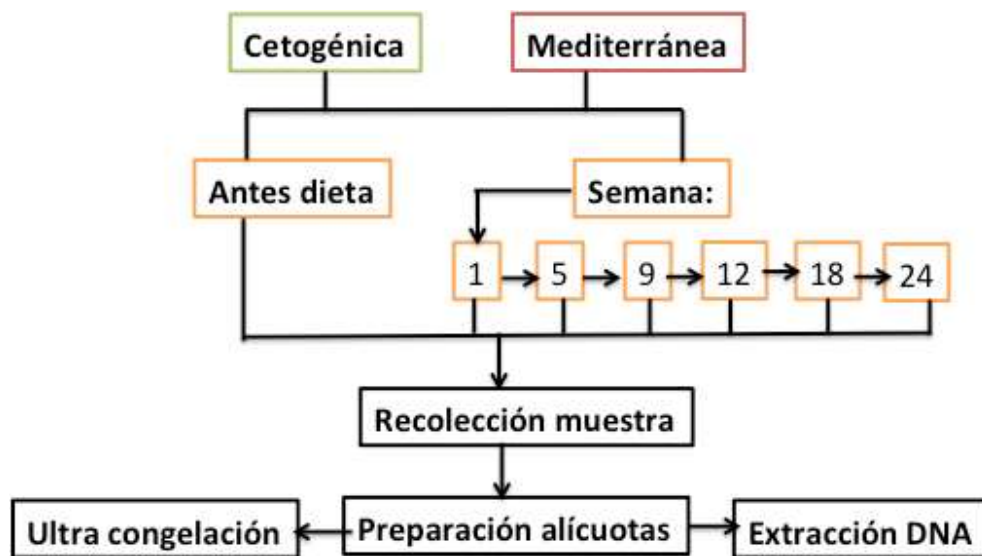 Cetogénica
Mediterránea
Antes dieta
Semana:
1
5
9
12
18
24
Recolección muestra
Ultra congelación
Preparación alícuotas
Extracción DNA